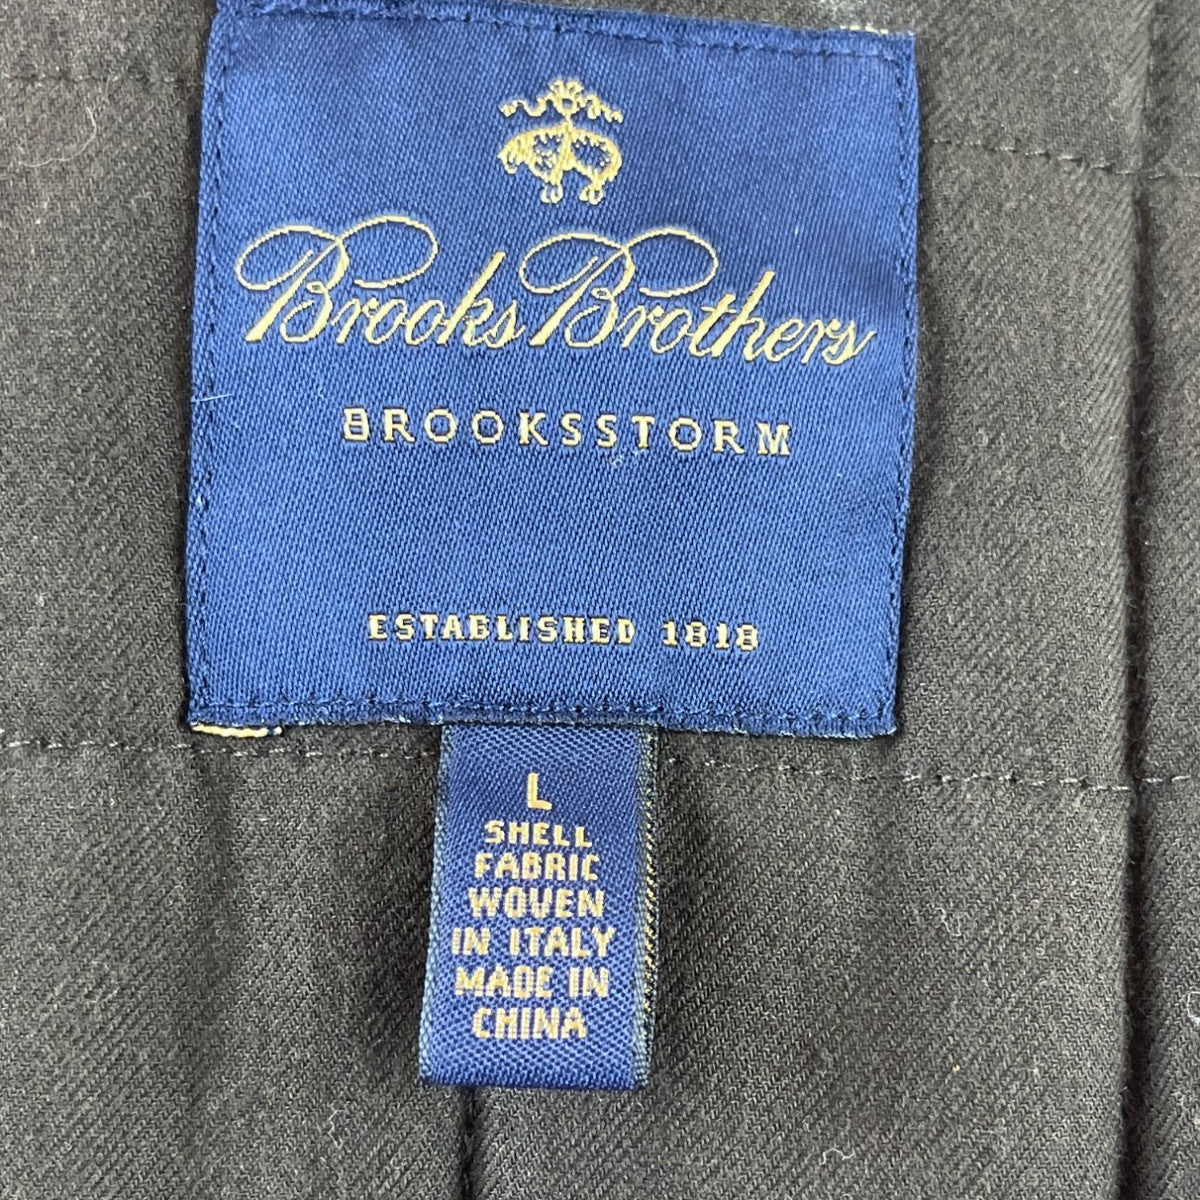 Brooks Brothers
BROOKSSTORM
ESTABLISHED 1818
L
SHELL
FABRIC
WOVEN
IN ITALY
MADE IN
CHINA